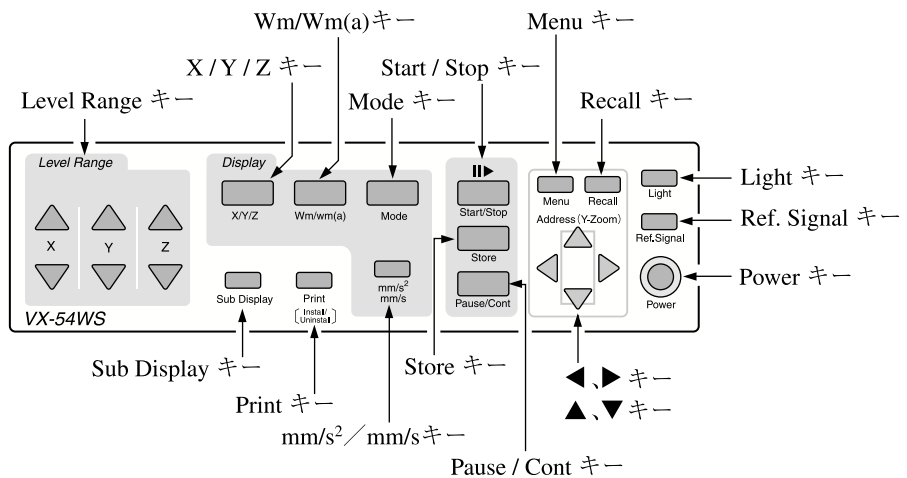 Wm/Wm(a)キー
Menu キー
X / Y / Z キー
Start / Stop キー
Level Range キー
Mode キー
Recall キー
Level Range
Display
X/Y/Z
Wm/wm(a)
Mode
Start/Stop
Menu
Recall
Light
Light キー
Address(Y-Zoom)
X
Y
Z
Store
Ref.Signal
Ref. Signal キー
mm/s²
mm/s
Sub Display
Print
[Install/
Uninstall]
Pause/Cont
Power
Power キー
VX-54WS
Sub Display キー
Store キー
◀、▶ キー
▲、▼ キー
Print キー
mm/s²／mm/sキー
Pause / Cont キー